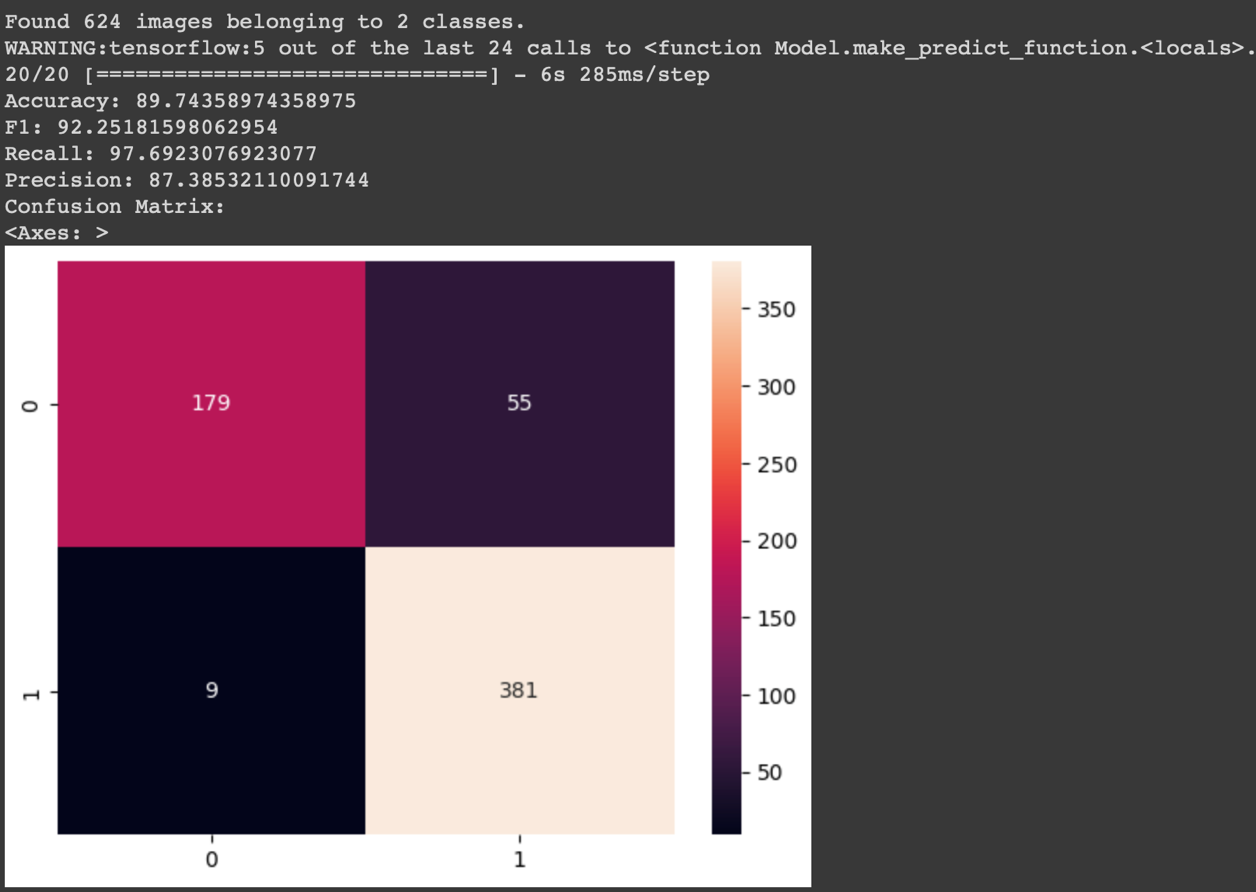 Found 624 images belonging to 2 classes.
WARNING:tensorflow:5 out of the last 24 calls to <function Model.make_predict_function.<locals>.
20/20 [==============================] - 6s 285ms/step
Accuracy: 89.74358974358975
F1: 92.25181598062954
Recall: 97.6923076923077
Precision: 87.38532110091744
Confusion Matrix:
<Axes: >
350
300
250
200
150
100
50
0
179
55
1
9
381
0
1